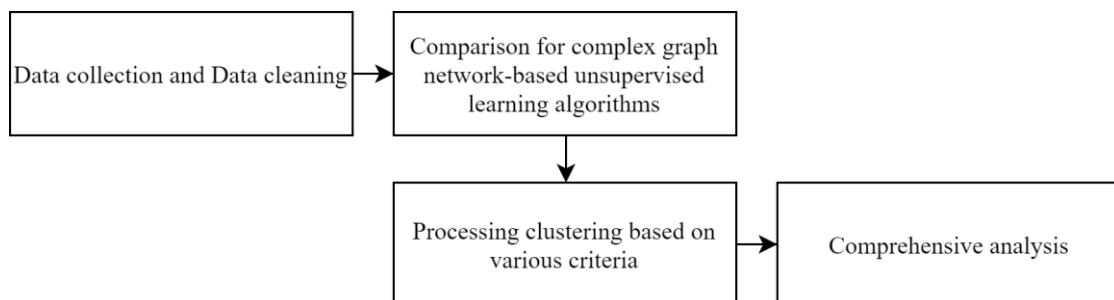 Data collection and Data cleaning
Comparison for complex graph
network-based unsupervised
learning algorithms
Processing clustering based on
various criteria
Comprehensive analysis